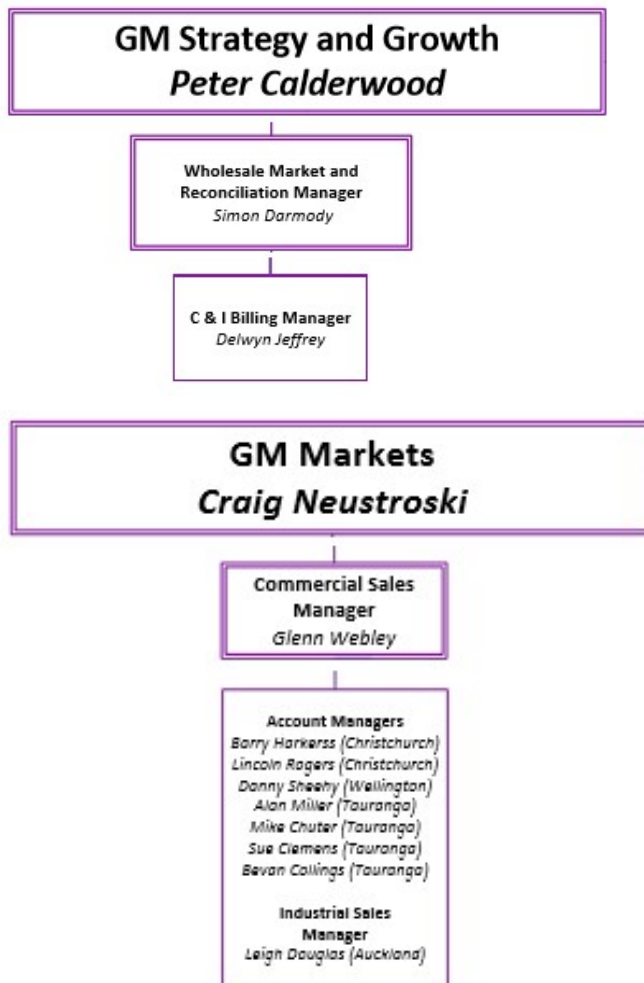 GM Strategy and Growth
Peter Calderwood
Wholesale Market and
Reconciliation Manager
Simon Darmody
C & I Billing Manager
Delwyn Jeffrey
GM Markets
Craig Neustroski
Commercial Sales
Manager
Glenn Webley
Account Managers
Barry Harkerss (Christchurch)
Lincoln Rogers (Christchurch)
Danny Sheehy (Wellington)
Alan Miller (Tauranga)
Mike Chuter (Tauranga)
Sue Clemens (Tauranga)
Bevan Collings (Tauranga)
Industrial Sales
Manager
Leigh Douglas (Auckland)